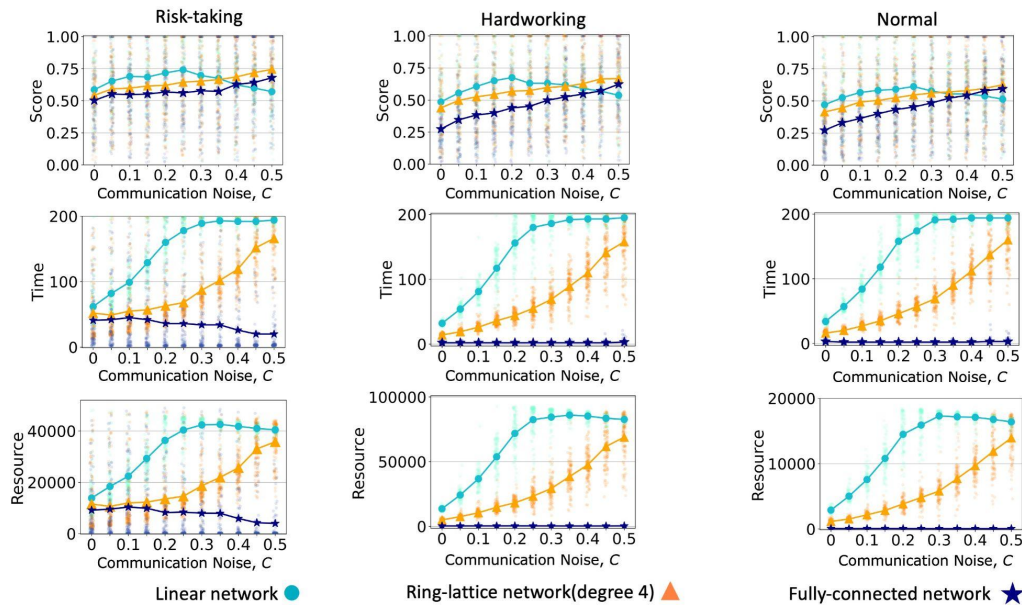 Risk-taking
Hardworking
Normal
1.00
0.75
0.50
0.25
0.00
Score
0 0.1 0.2 0.3 0.4 0.5
Communication Noise, C
1.00
0.75
0.50
0.25
0.00
Score
0 0.1 0.2 0.3 0.4 0.5
Communication Noise, C
1.00
0.75
0.50
0.25
0.00
Score
0 0.1 0.2 0.3 0.4 0.5
Communication Noise, C
200
100
0
Time
0 0.1 0.2 0.3 0.4 0.5
Communication Noise, C
200
100
0
Time
0 0.1 0.2 0.3 0.4 0.5
Communication Noise, C
200
100
0
Time
0 0.1 0.2 0.3 0.4 0.5
Communication Noise, C
40000
20000
0
Resource
0 0.1 0.2 0.3 0.4 0.5
Communication Noise, C
100000
50000
0
Resource
0 0.1 0.2 0.3 0.4 0.5
Communication Noise, C
20000
10000
0
Resource
0 0.1 0.2 0.3 0.4 0.5
Communication Noise, C
Linear network
Ring-lattice network(degree 4)
Fully-connected network